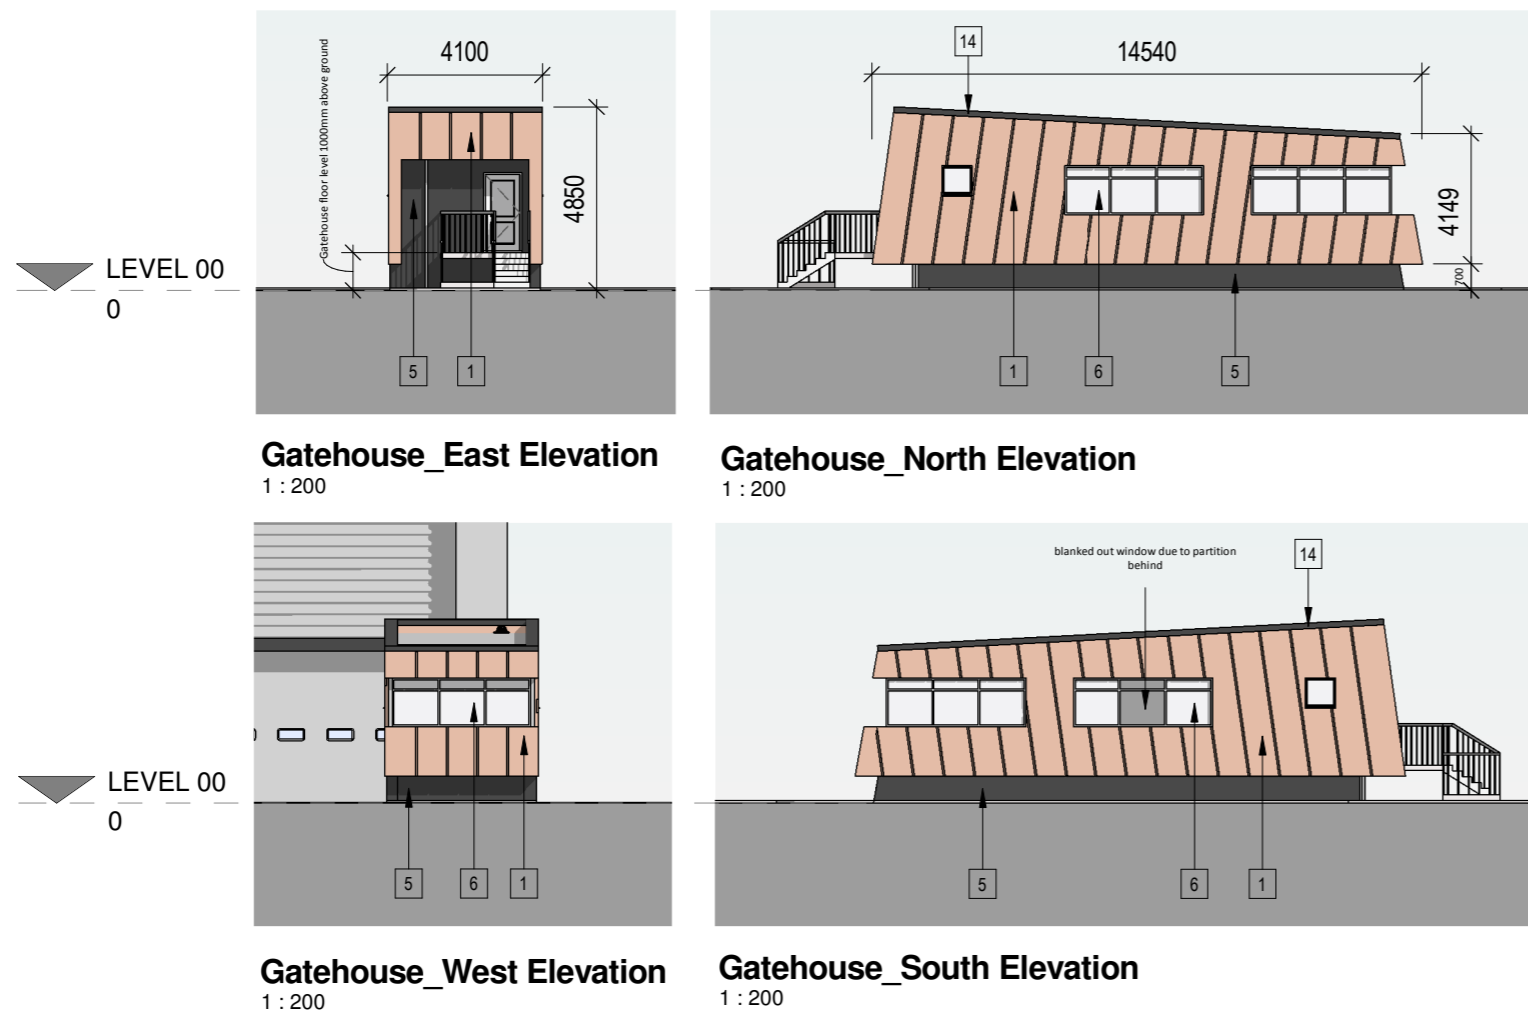 Gatehouse floor level 1000mm above ground
4100
4850
LEVEL 00
0
5
1
Gatehouse_East Elevation
1 : 200
14
14540
4149
700
1
6
5
Gatehouse_North Elevation
1 : 200
LEVEL 00
0
5
6
1
Gatehouse_West Elevation
1 : 200
blanked out window due to partition
behind
14
5
6
1
Gatehouse_South Elevation
1 : 200